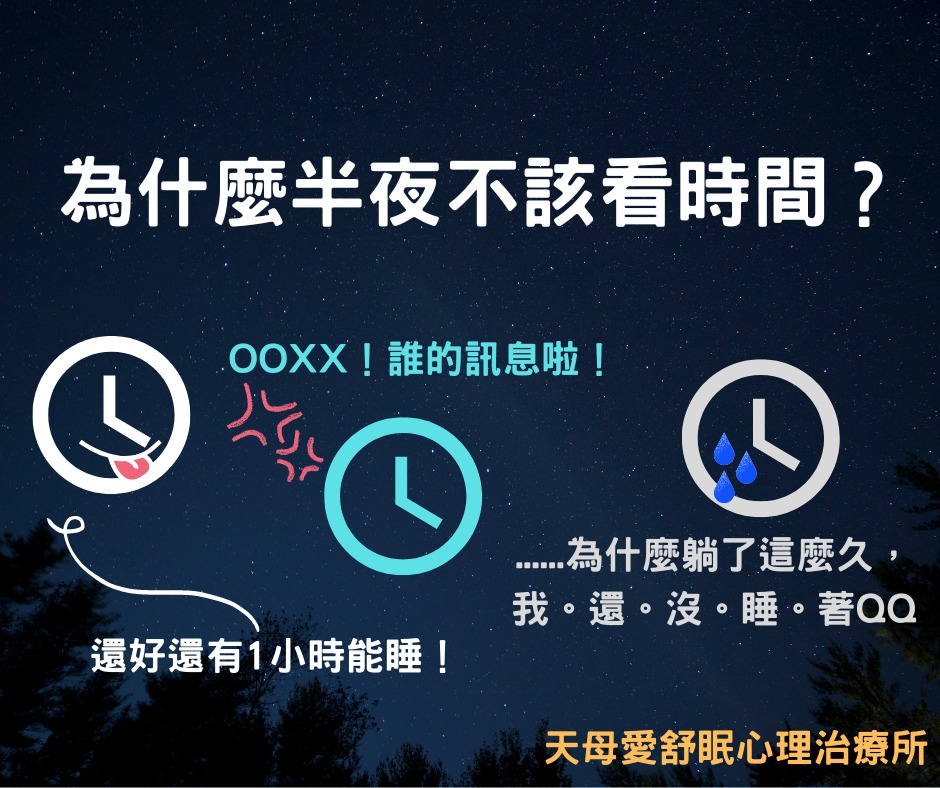 為什麼半夜不該看時間？
OOXX！誰的訊息啦！
......為什麼躺了這麼久，
我。還。沒。睡。著QQ
還好還有1小時能睡！
天母愛舒眠心理治療所